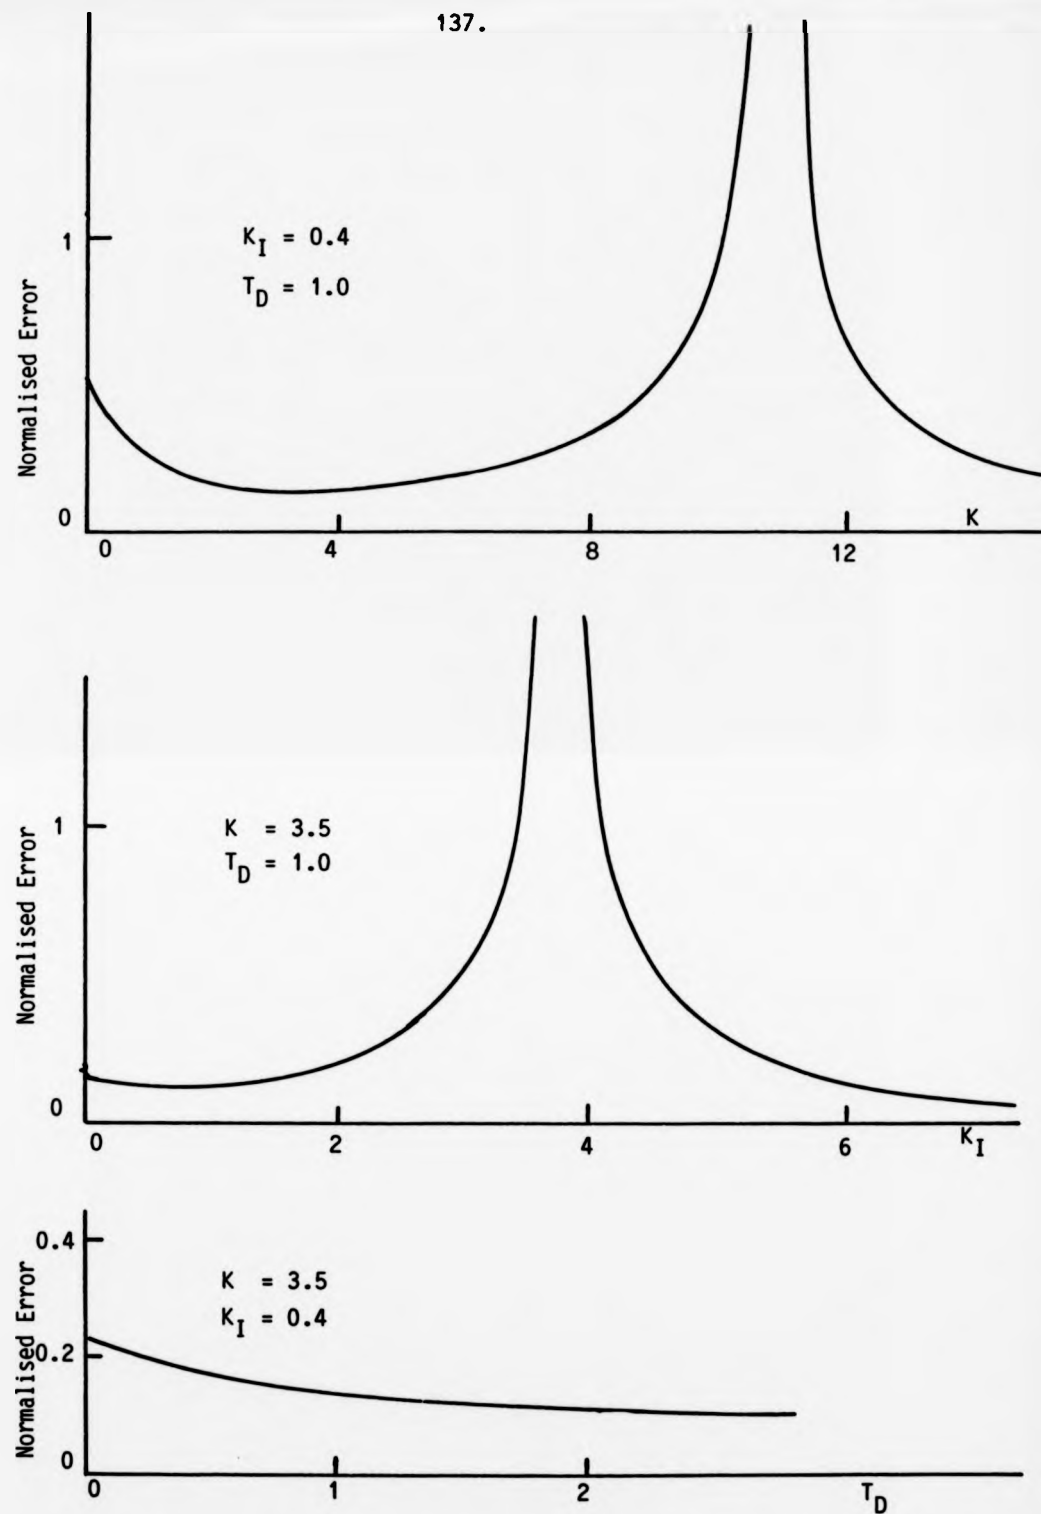 137.
Normalised Error
1
K_I = 0.4
T_D = 1.0
0
0 4 8 12 K
Normalised Error
1
K = 3.5
T_D = 1.0
0
0 2 4 6 K_I
Normalised Error
0.4
K = 3.5
K_I = 0.4
0.2
0
0 1 2 T_D